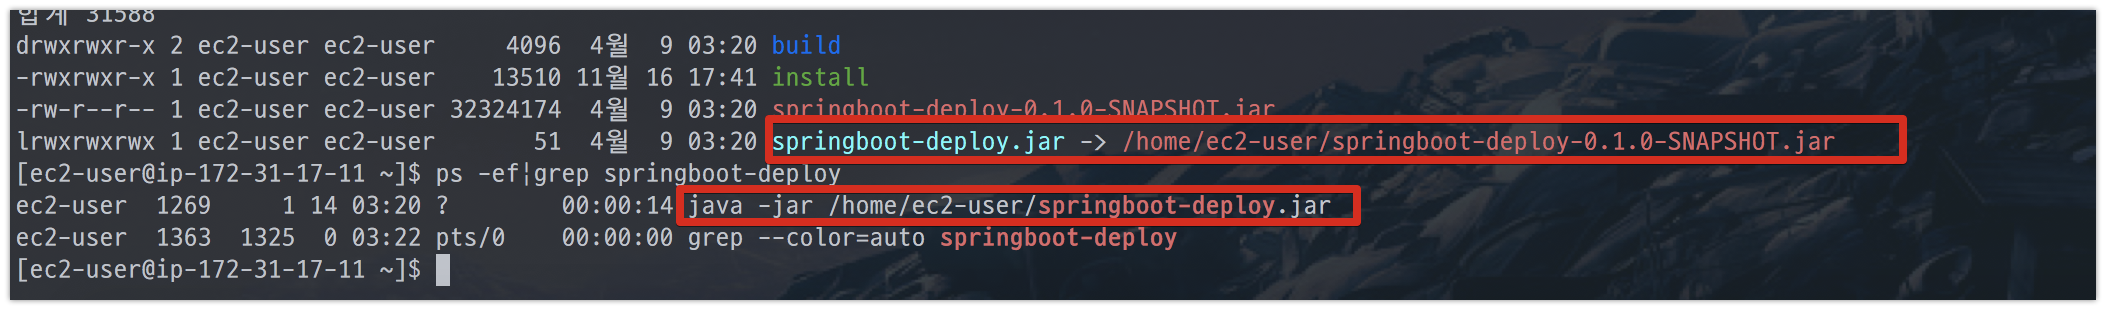 합계 31588
drwxrwxr-x 2 ec2-user ec2-user 4096 4월 9 03:20 build
-rwxrwxr-x 1 ec2-user ec2-user 13510 11월 16 17:41 install
-rw-r--r-- 1 ec2-user ec2-user 32324174 4월 9 03:20 springboot-deploy-0.1.0-SNAPSHOT.jar
lrwxrwxrwx 1 ec2-user ec2-user 51 4월 9 03:20 springboot-deploy.jar -> /home/ec2-user/springboot-deploy-0.1.0-SNAPSHOT.jar
[ec2-user@ip-172-31-17-11 ~]$ ps -ef|grep springboot-deploy
ec2-user 1269 1 14 03:20 ? 00:00:14 java -jar /home/ec2-user/springboot-deploy.jar
ec2-user 1363 1325 0 03:22 pts/0 00:00:00 grep --color=auto springboot-deploy
[ec2-user@ip-172-31-17-11 ~]$